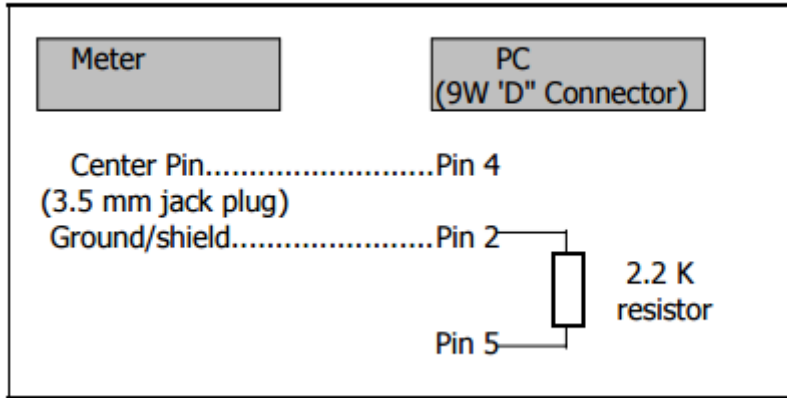 Meter
PC
(9W 'D" Connector)
Center Pin..........................Pin 4
(3.5 mm jack plug)
Ground/shield.......................Pin 2
2.2 K
resistor
Pin 5